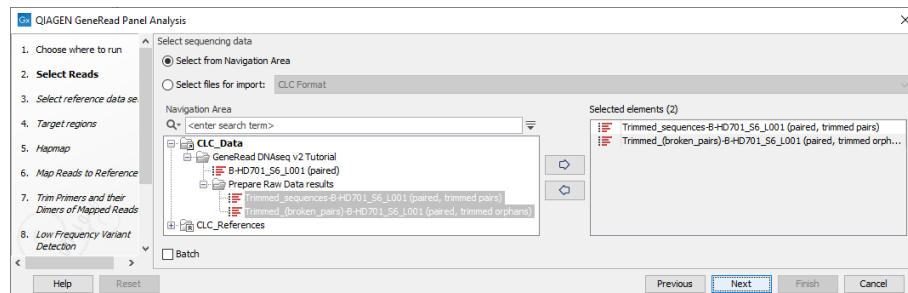 Gx QIAGEN GeneRead Panel Analysis
1. Choose where to run
2. Select Reads
3. Select reference data se
4. Target regions
5. Hapmap
6. Map Reads to Reference
7. Trim Primers and their
Dimers of Mapped Reads
8. Low Frequency Variant
Detection
Select sequencing data
Select from Navigation Area
Select files for import: CLC Format
Navigation Area
<enter search term>
CLC_Data
GeneRead DNAseq v2 Tutorial
B-HD701_S6_L001 (paired)
Prepare Raw Data results
Trimmed_sequences-B-HD701_S6_L001 (paired, trimmed pairs)
Trimmed_(broken_pairs)-B-HD701_S6_L001 (paired, trimmed orphans)
CLC_References
Batch
Selected elements (2)
Trimmed_sequences-B-HD701_S6_L001 (paired, trimmed pairs)
Trimmed_(broken_pairs)-B-HD701_S6_L001 (paired, trimmed orph...
Help Reset Previous Next Finish Cancel